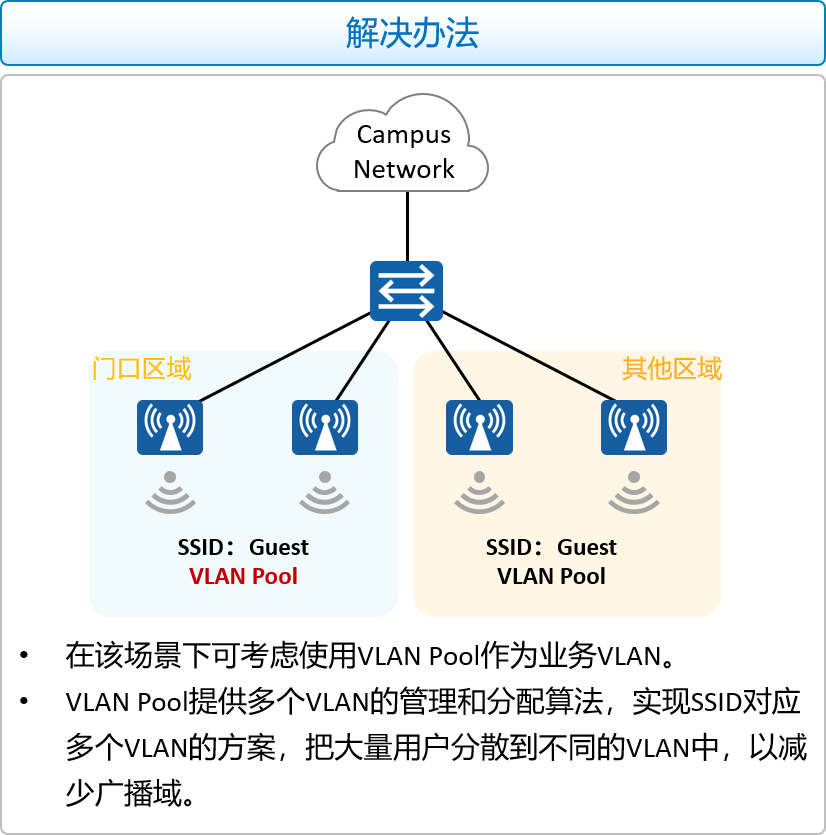 解决办法
Campus
Network
门口区域
其他区域
SSID：Guest
VLAN Pool
SSID：Guest
VLAN Pool
• 在该场景下可考虑使用VLAN Pool作为业务VLAN。
• VLAN Pool提供多个VLAN的管理和分配算法，实现SSID对应
多个VLAN的方案，把大量用户分散到不同的VLAN中，以减
少广播域。